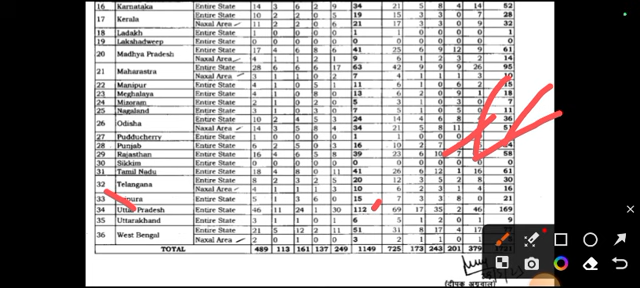 16 Karnataka Entire State 14 3 6 2 9 34 21 5 8 4 14 52
17 Kerala Entire State 10 2 2 0 5 19 15 3 3 0 7 28
Naxal Area 11 2 2 0 6 21 17 3 3 0 9 32
18 Ladakh Entire State 0 0 0 0 1 1 0 0 0 0 1 1
19 Lakshadweep Entire State 0 0 0 0 0 0 0 0 0 0 0 0
20 Madhya Pradesh Entire State 17 4 6 8 6 41 25 6 9 12 9 61
Naxal Area 4 1 1 2 1 9 6 1 2 3 2 14
21 Maharastra Entire State 28 6 6 6 17 63 42 9 9 9 26 95
Naxal Area 3 1 1 0 2 7 4 1 1 1 3 10
22 Manipur Entire State 4 1 0 5 1 11 6 1 0 6 2 15
23 Meghalaya Entire State 4 1 0 8 0 13 6 2 0 9 1 18
24 Mizoram Entire State 2 1 0 2 0 5 3 1 0 3 0 7
25 Nagaland Entire State 3 1 0 3 0 7 5 1 0 5 0 11
26 Odisha Entire State 10 2 4 5 3 24 14 4 6 8 36
Naxal Area 14 3 5 8 4 34 21 5 8 11 51
27 Pudducherry Entire State 1 0 0 0 0 1 1 0 0 0
28 Punjab Entire State 6 2 5 0 3 16 10 2 7
29 Rajasthan Entire State 16 4 6 5 8 39 23 6 10 58
30 Sikkim Entire State 0 0 0 0 0 0 0 0 0 0 0 0
31 Tamil Nadu Entire State 18 4 8 0 11 41 26 6 12 1 16 61
32 Telangana Entire State 8 2 3 2 5 20 12 3 5 2 8 30
Naxal Area 4 1 1 1 3 10 6 2 3 1 4 16
33 Entire State 5 1 3 6 0 15 7 3 3 8 0 21
34 Uttar Pradesh Entire State 46 11 24 1 30 112 69 17 35 2 46 169
35 Uttarakhand Entire State 3 1 1 0 1 6 5 1 2 0 1 9
36 West Bengal Entire State 21 5 12 2 11 51 31 8 17 4 17
Naxal Area 2 0 1 0 0 3 2 1 1 0
TOTAL 489 113 161 137 249 1149 725 173 243 201 379
(दीपक अग्रवाल)